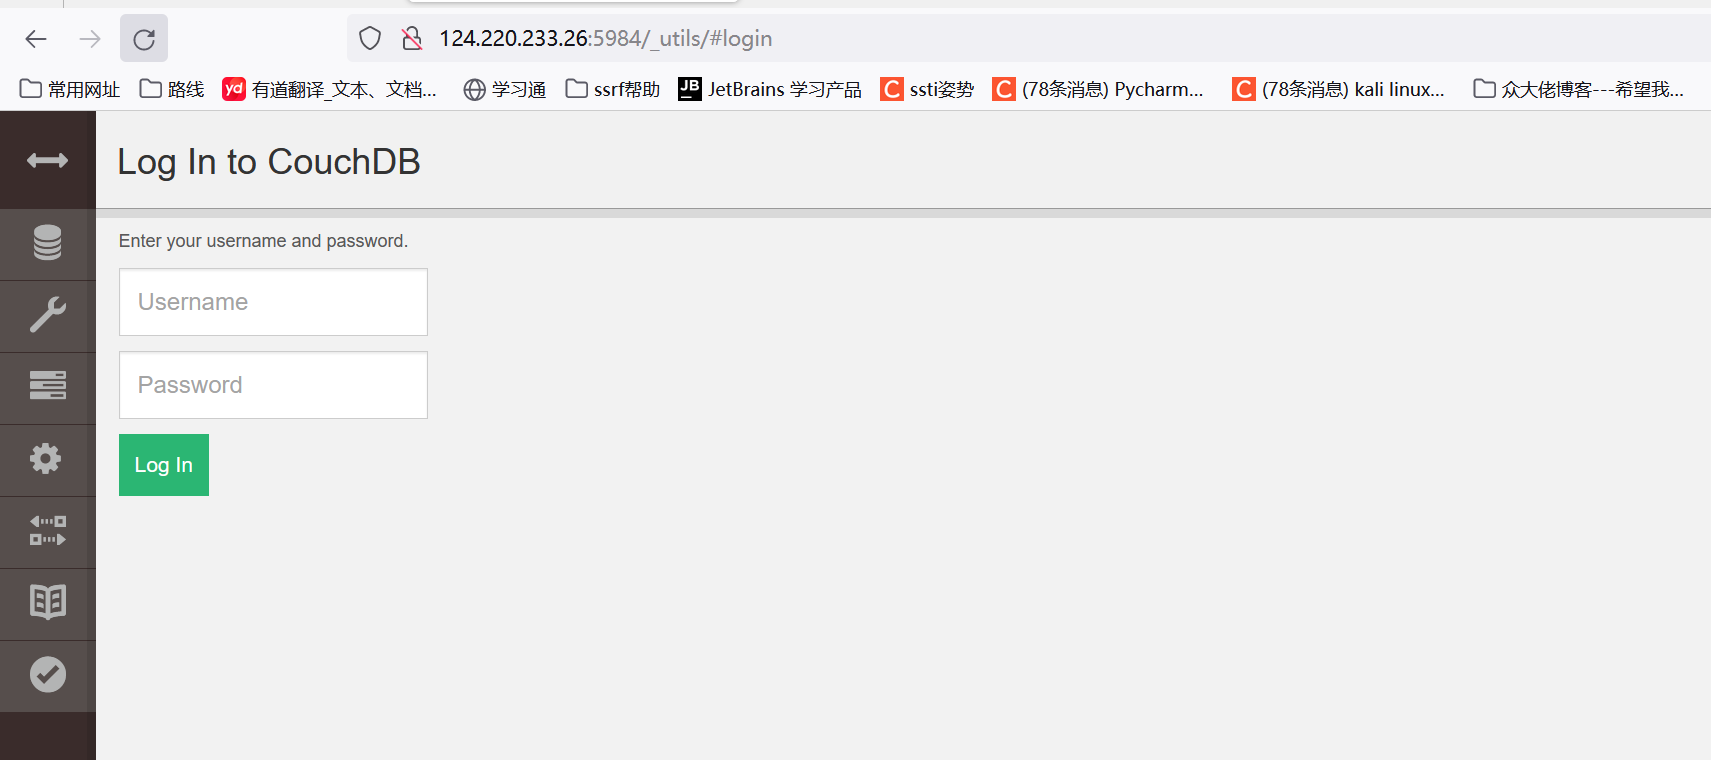 124.220.233.26:5984/_utils/#login
常用网址 路线 yd 有道翻译_文本、文档... 学习通 ssrf帮助 JB JetBrains 学习产品 C ssti姿势 C (78条消息) Pycharm... C (78条消息) kali linux... 众大佬博客---希望我...
Log In to CouchDB
Enter your username and password.
Username
Password
Log In